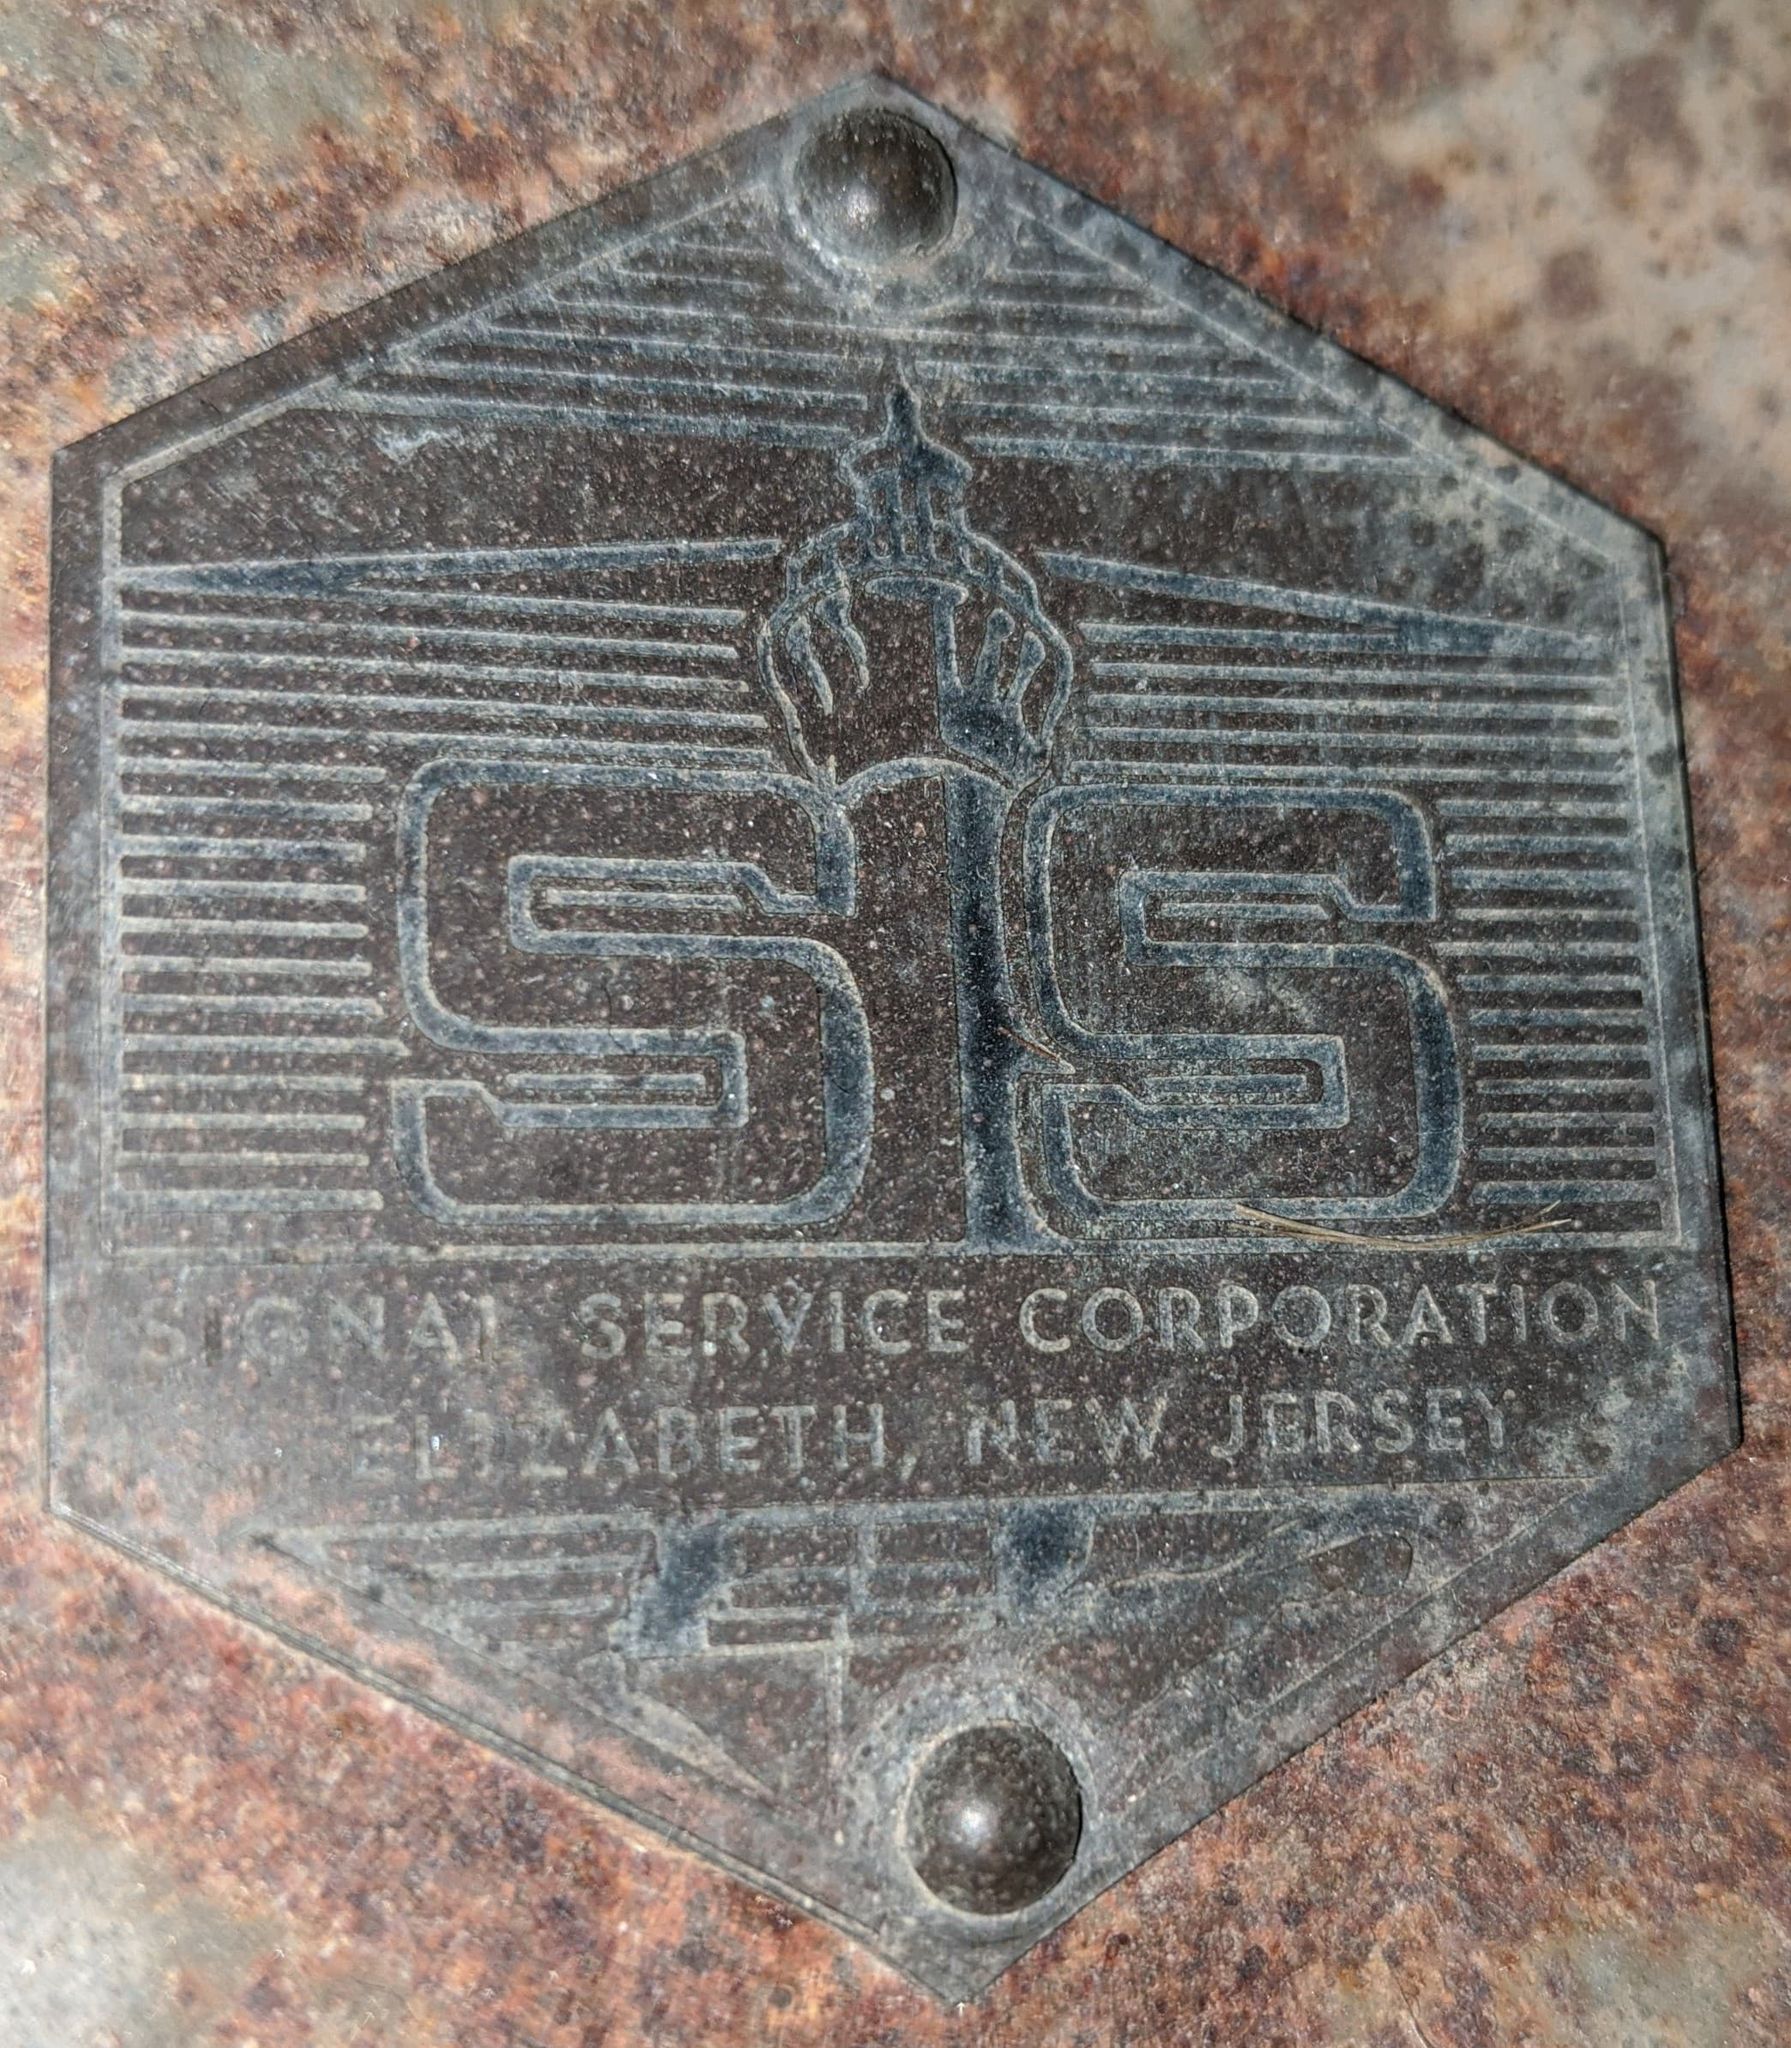 SS
SIGNAL SERVICE CORPORATION
ELIZABETH, NEW JERSEY